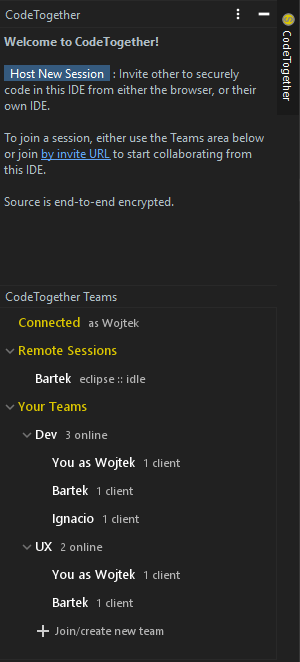 CodeTogether
Welcome to CodeTogether!
Host New Session : Invite other to securely
code in this IDE from either the browser, or their
own IDE.
To join a session, either use the Teams area below
or join by invite URL to start collaborating from
this IDE.
Source is end-to-end encrypted.
CodeTogether
CodeTogether Teams
Connected as Wojtek
Remote Sessions
Bartek eclipse :: idle
Your Teams
Dev 3 online
You as Wojtek 1 client
Bartek 1 client
Ignacio 1 client
UX 2 online
You as Wojtek 1 client
Bartek 1 client
Join/create new team